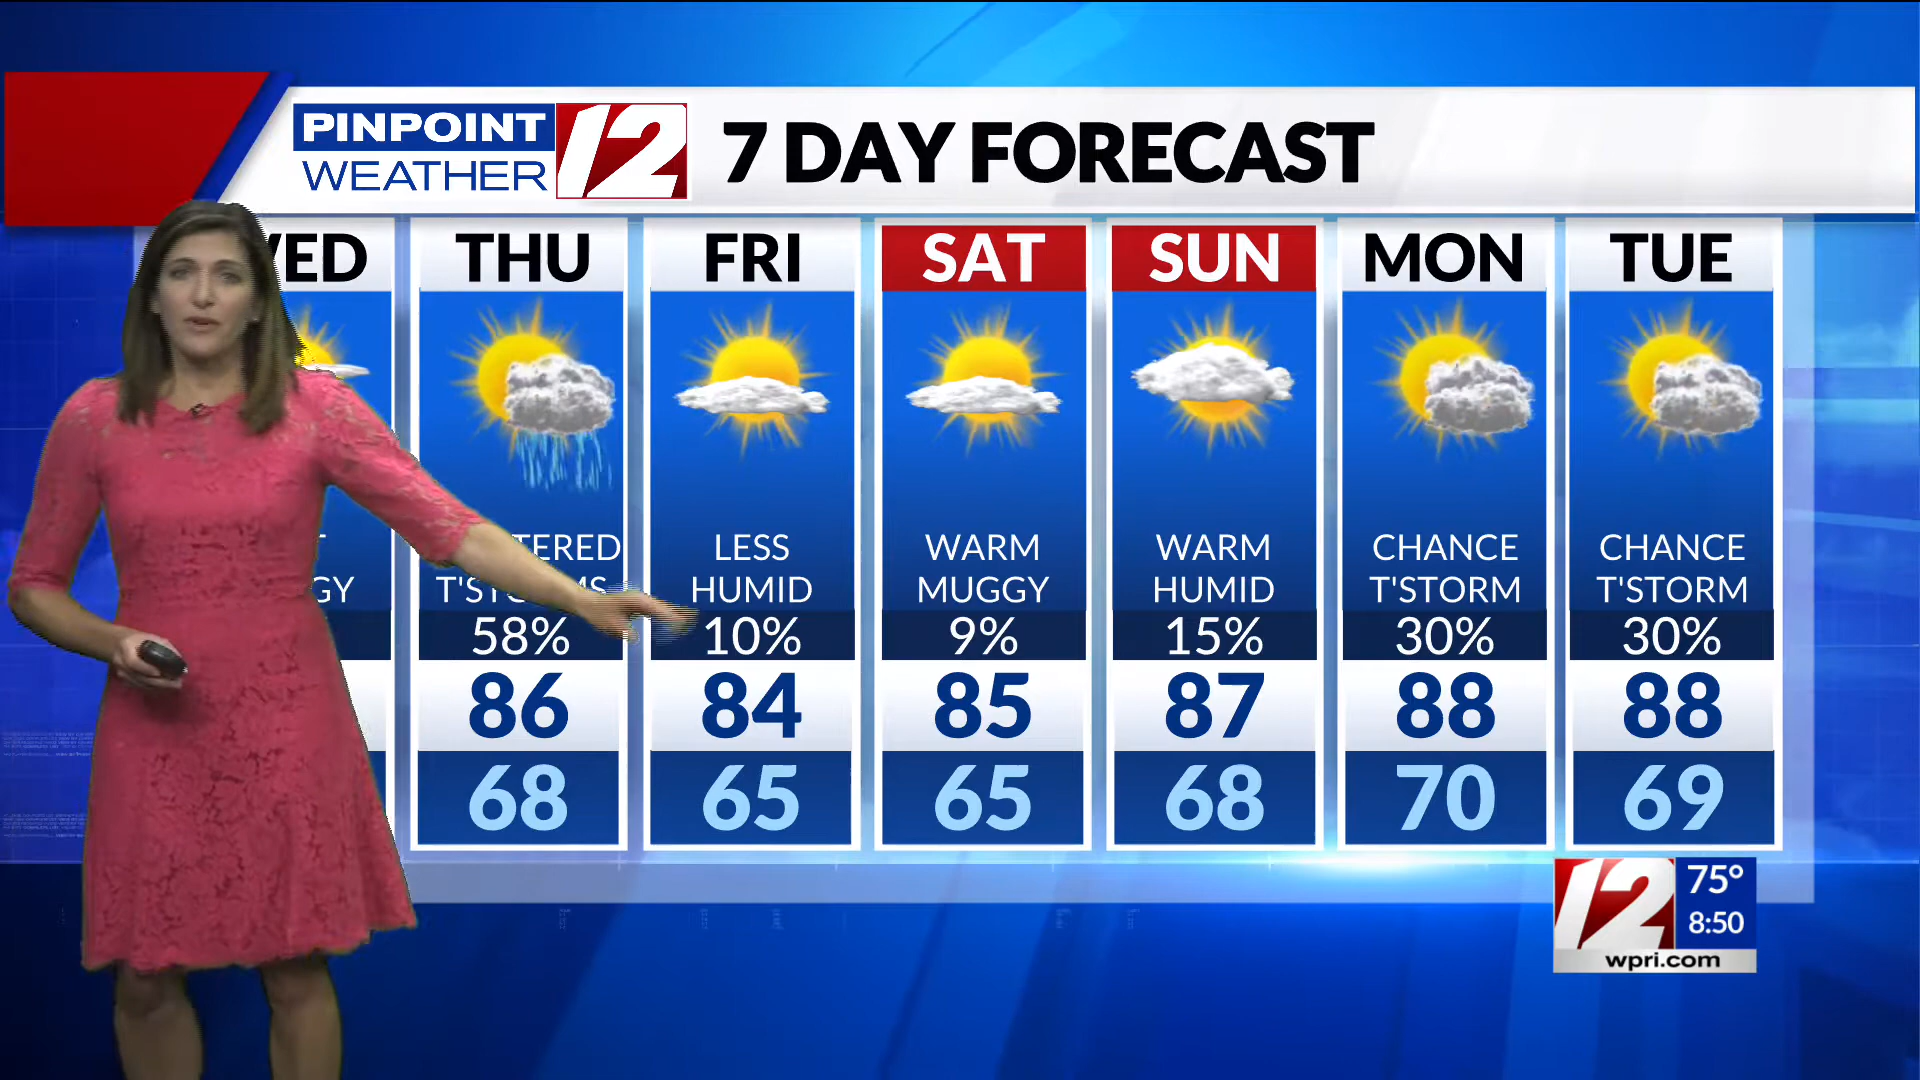 PINPOINT
WEATHER
12
7 DAY FORECAST
THU FRI SAT SUN MON TUE
LESS WARM WARM CHANCE CHANCE
HUMID MUGGY HUMID T'STORM T'STORM
58% 10% 9% 15% 30% 30%
86 84 85 87 88 88
68 65 65 68 70 69
12
75°
8:50
wpri.com